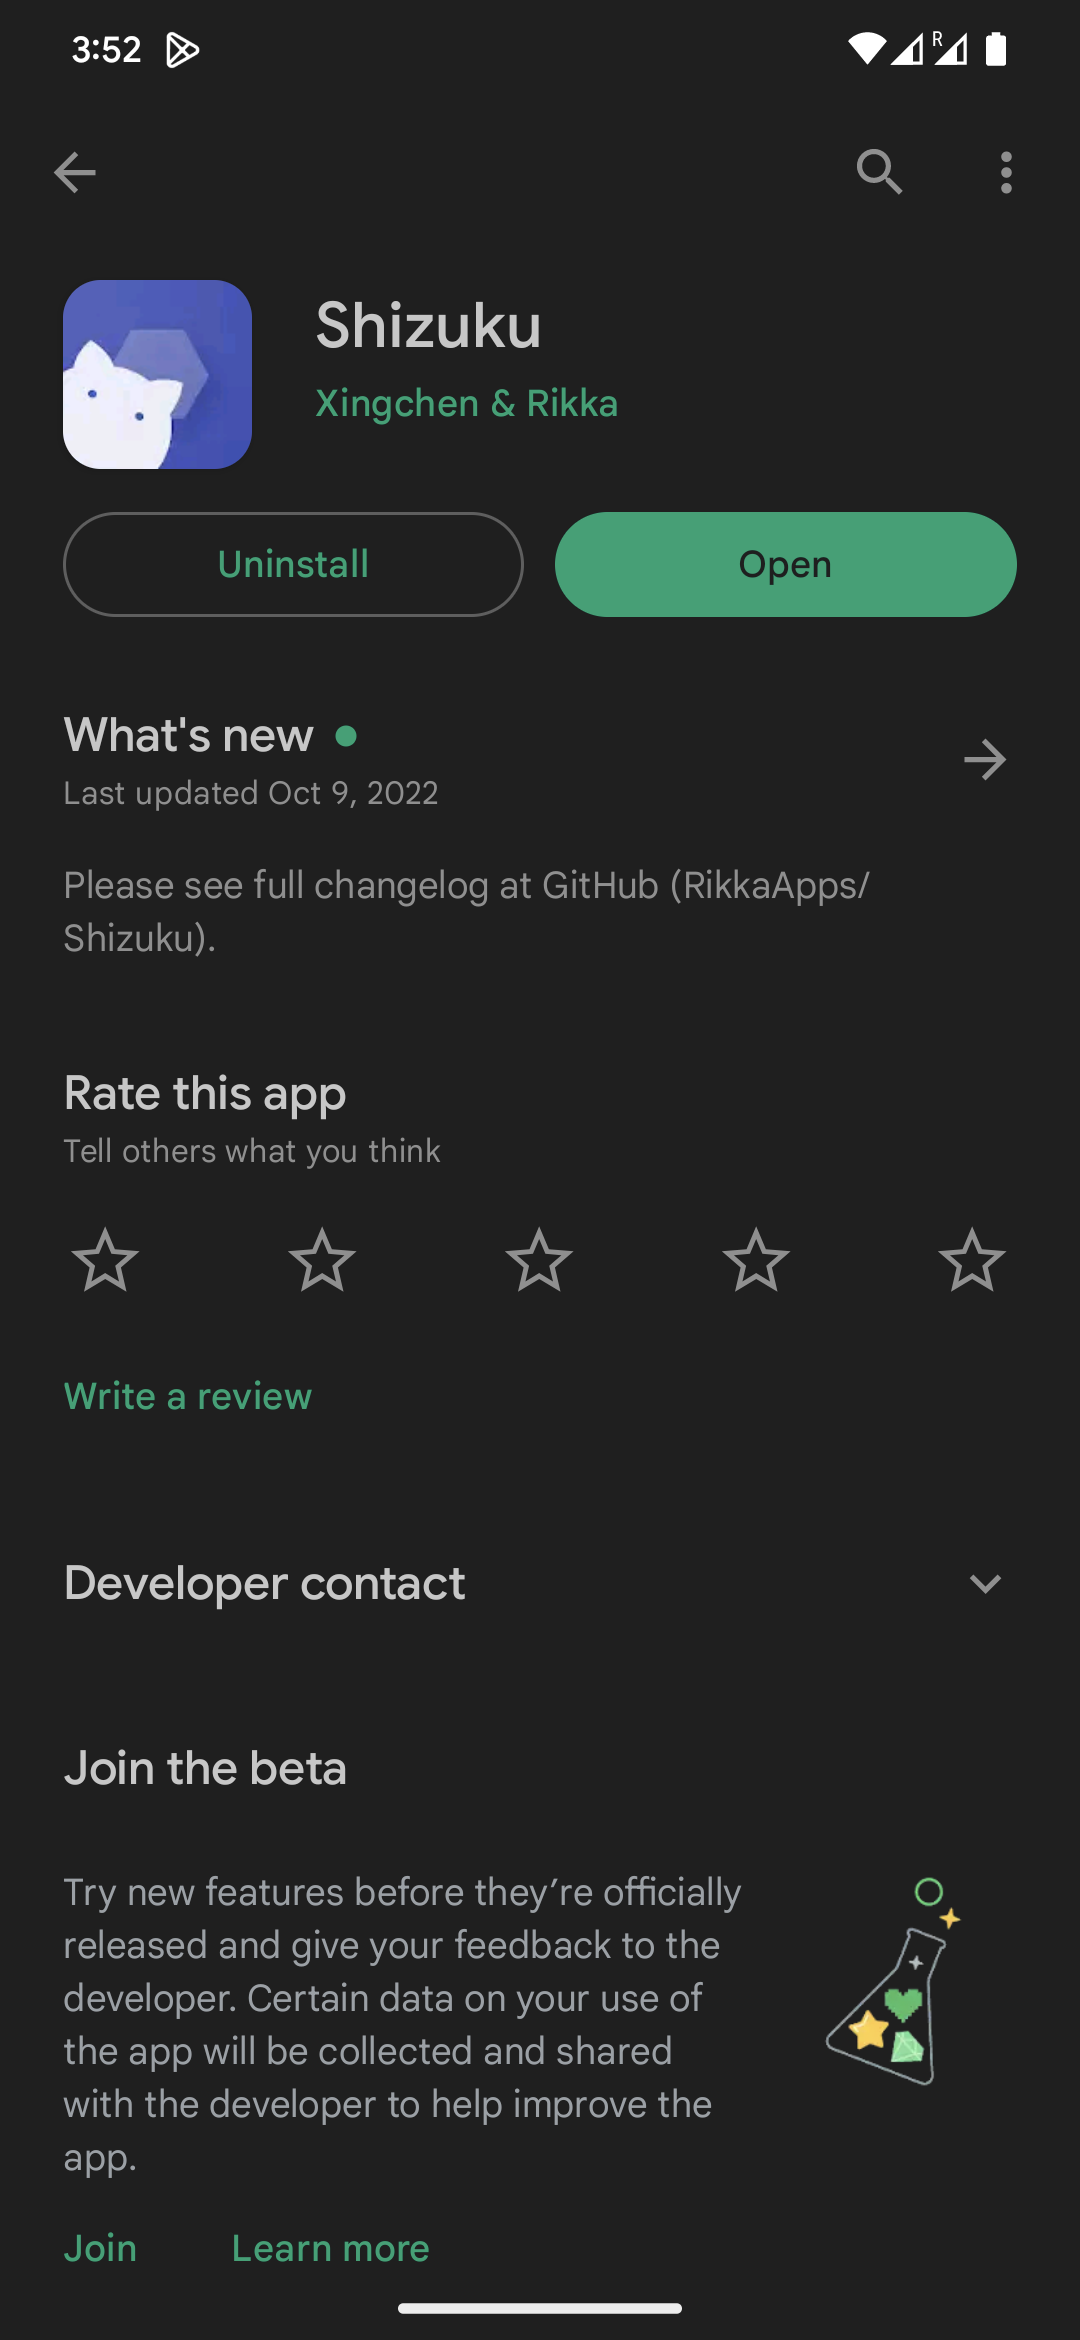 3:52
R
Shizuku
Xingchen & Rikka
Uninstall
Open
What's new
Last updated Oct 9, 2022
Please see full changelog at GitHub (RikkaApps/
Shizuku).
Rate this app
Tell others what you think
Write a review
Developer contact
Join the beta
Try new features before they’re officially
released and give your feedback to the
developer. Certain data on your use of
the app will be collected and shared
with the developer to help improve the
app.
Join
Learn more